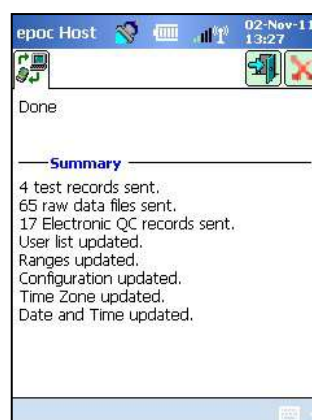 epoc Host
02-Nov-11
13:27
Done
Summary
4 test records sent.
65 raw data files sent.
17 Electronic QC records sent.
User list updated.
Ranges updated.
Configuration updated.
Time Zone updated.
Date and Time updated.